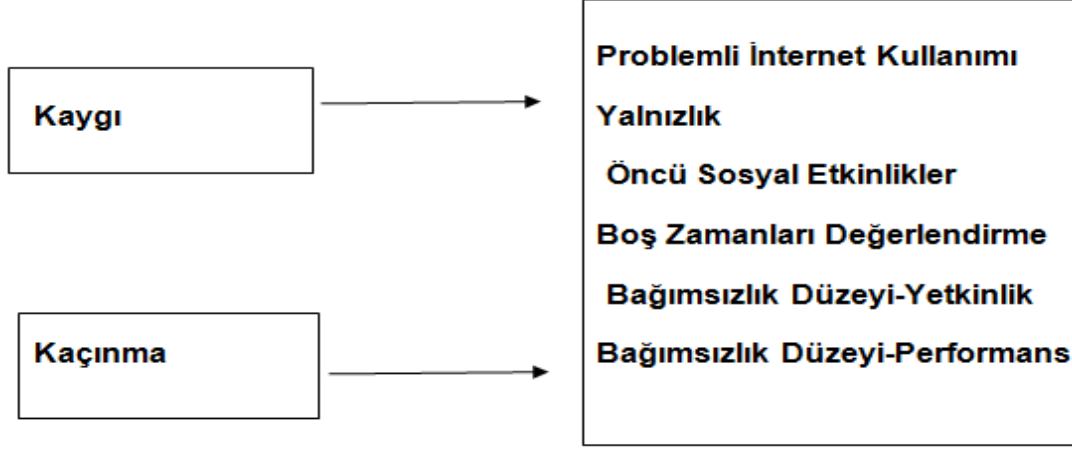 Kaygı
Kaçınma
Problemli İnternet Kullanımı
Yalnızlık
Öncü Sosyal Etkinlikler
Boş Zamanları Değerlendirme
Bağımsızlık Düzeyi-Yetkinlik
Bağımsızlık Düzeyi-Performans